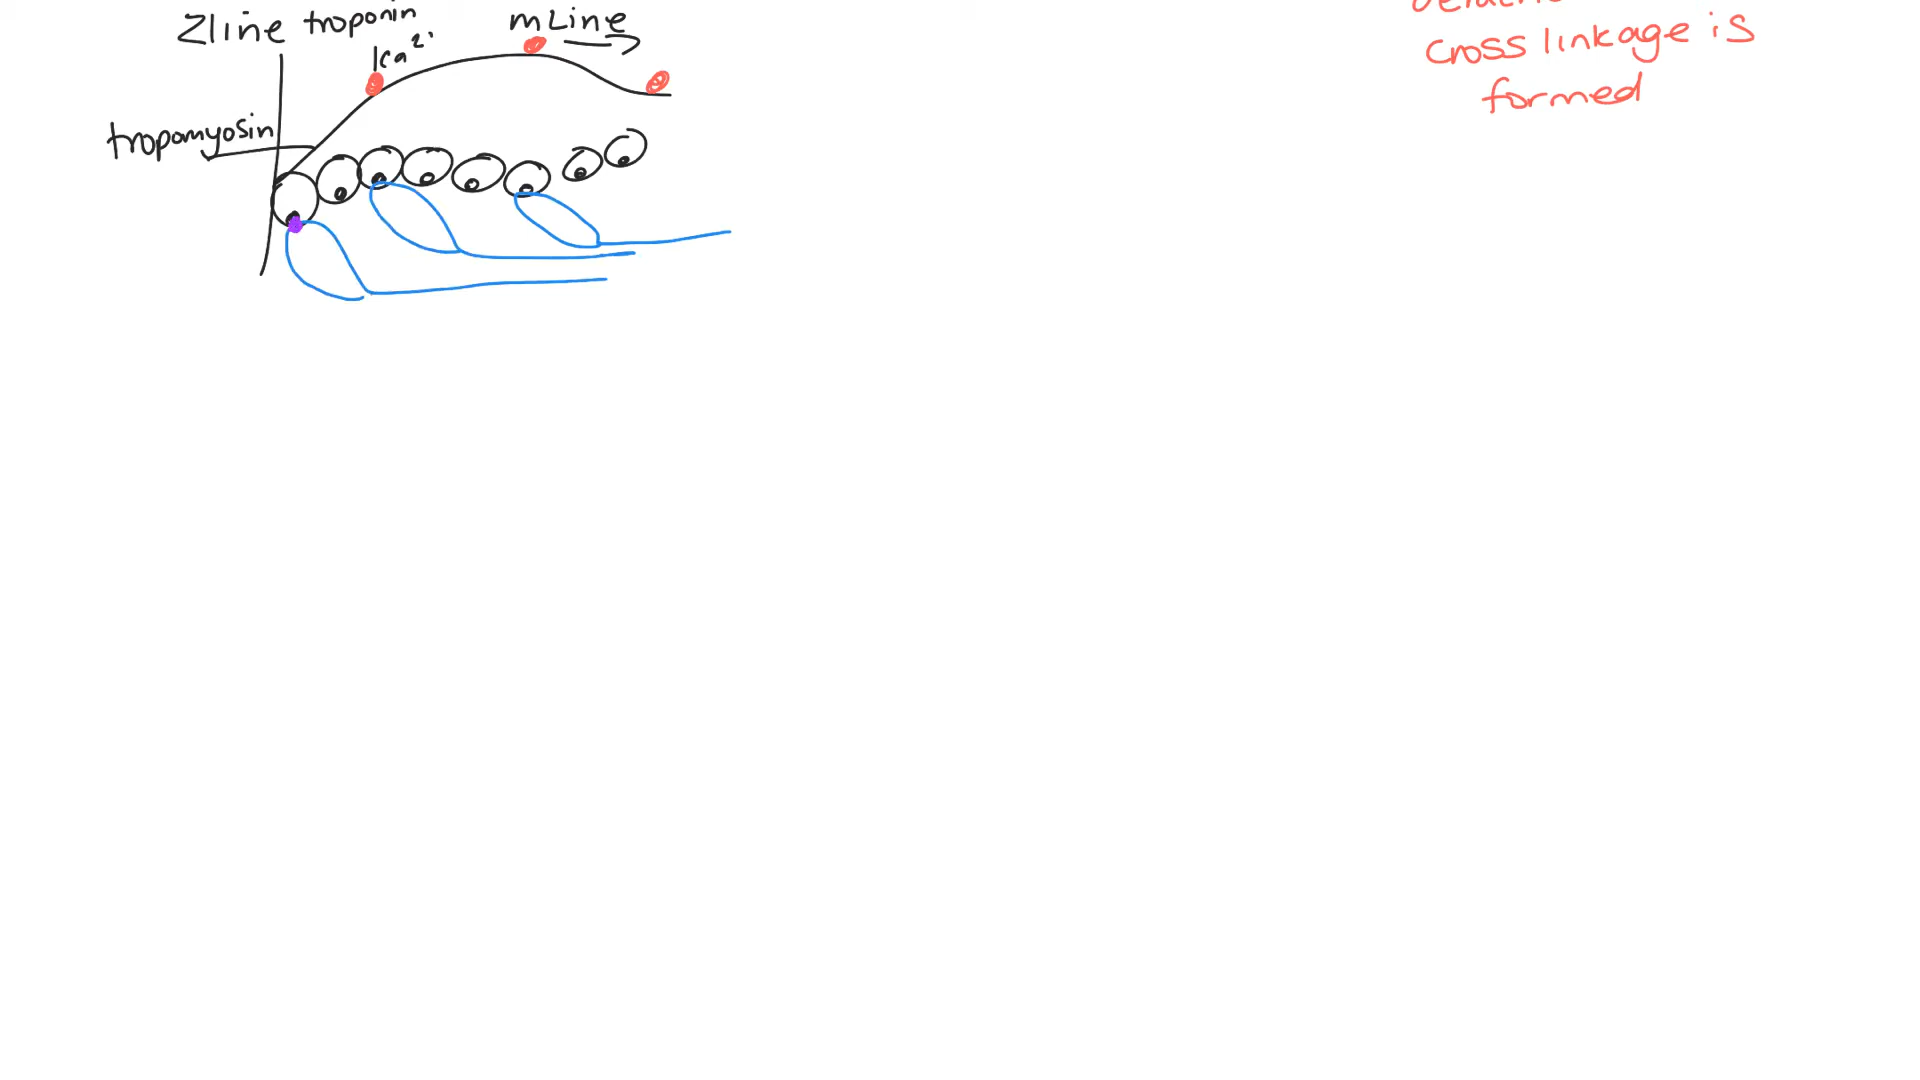 Zline troponin
Ca²⁺
mLine
tropomyosin
cross linkage is
formed